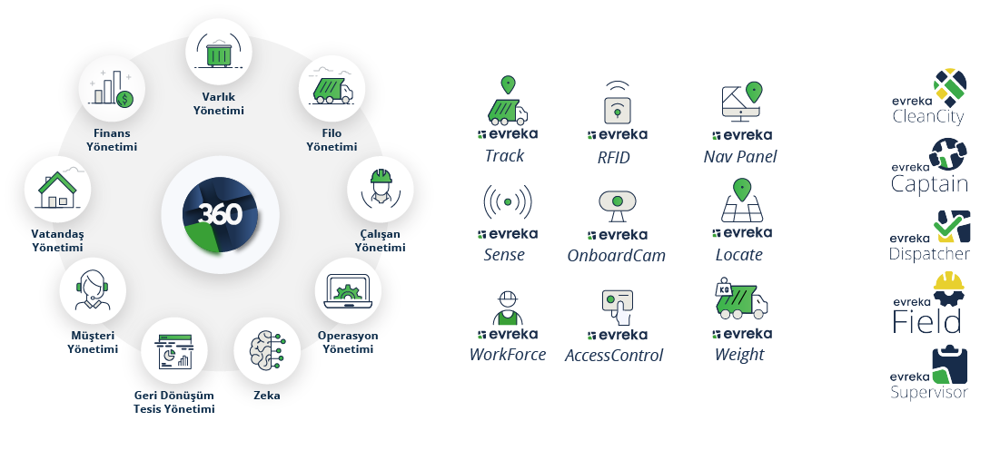 Varlık
Yönetimi
Filo
Yönetimi
Çalışan
Yönetimi
Operasyon
Yönetimi
Zeka
Geri Dönüşüm
Tesis Yönetimi
Müşteri
Yönetimi
Vatandaş
Yönetimi
Finans
Yönetimi
$
360
evreka
Track
evreka
RFID
evreka
Nav Panel
evreka
Sense
evreka
OnboardCam
evreka
Locate
evreka
WorkForce
evreka
AccessControl
KG
evreka
Weight
evreka
CleanCity
evreka
Captain
evreka
Dispatcher
evreka
Field
evreka
Supervisor